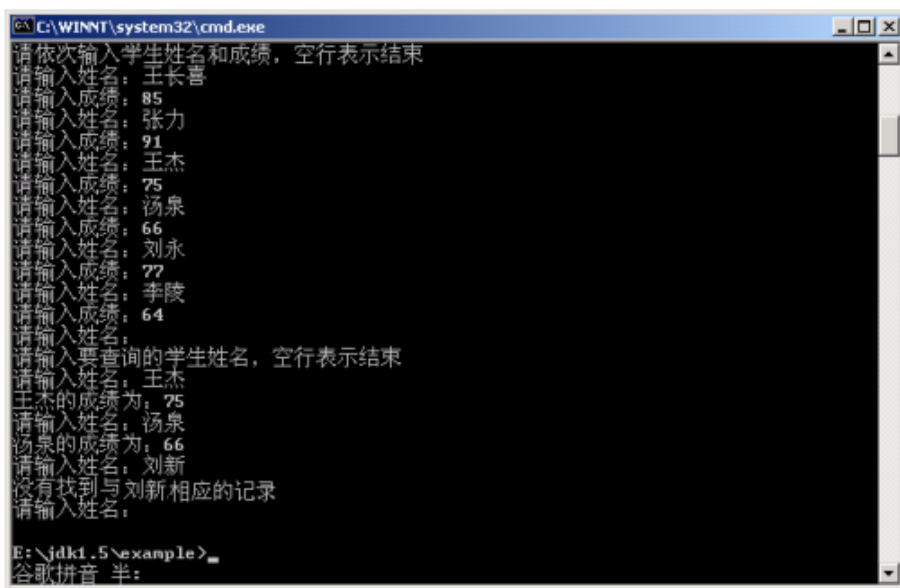 C:\WINNT\system32\cmd.exe
请依次输入学生姓名和成绩，空行表示结束
请输入姓名：王长喜
请输入成绩：85
请输入姓名：张力
请输入成绩：91
请输入姓名：王杰
请输入成绩：75
请输入姓名：汤泉
请输入成绩：66
请输入姓名：刘永
请输入成绩：77
请输入姓名：李陵
请输入成绩：64
请输入姓名：
请输入要查询的学生姓名，空行表示结束
请输入姓名：王杰
王杰的成绩为：75
请输入姓名：汤泉
汤泉的成绩为：66
请输入姓名：刘新
没有找到与刘新相应的记录
请输入姓名：
E:\jdk1.5\example>_
谷歌拼音 半：